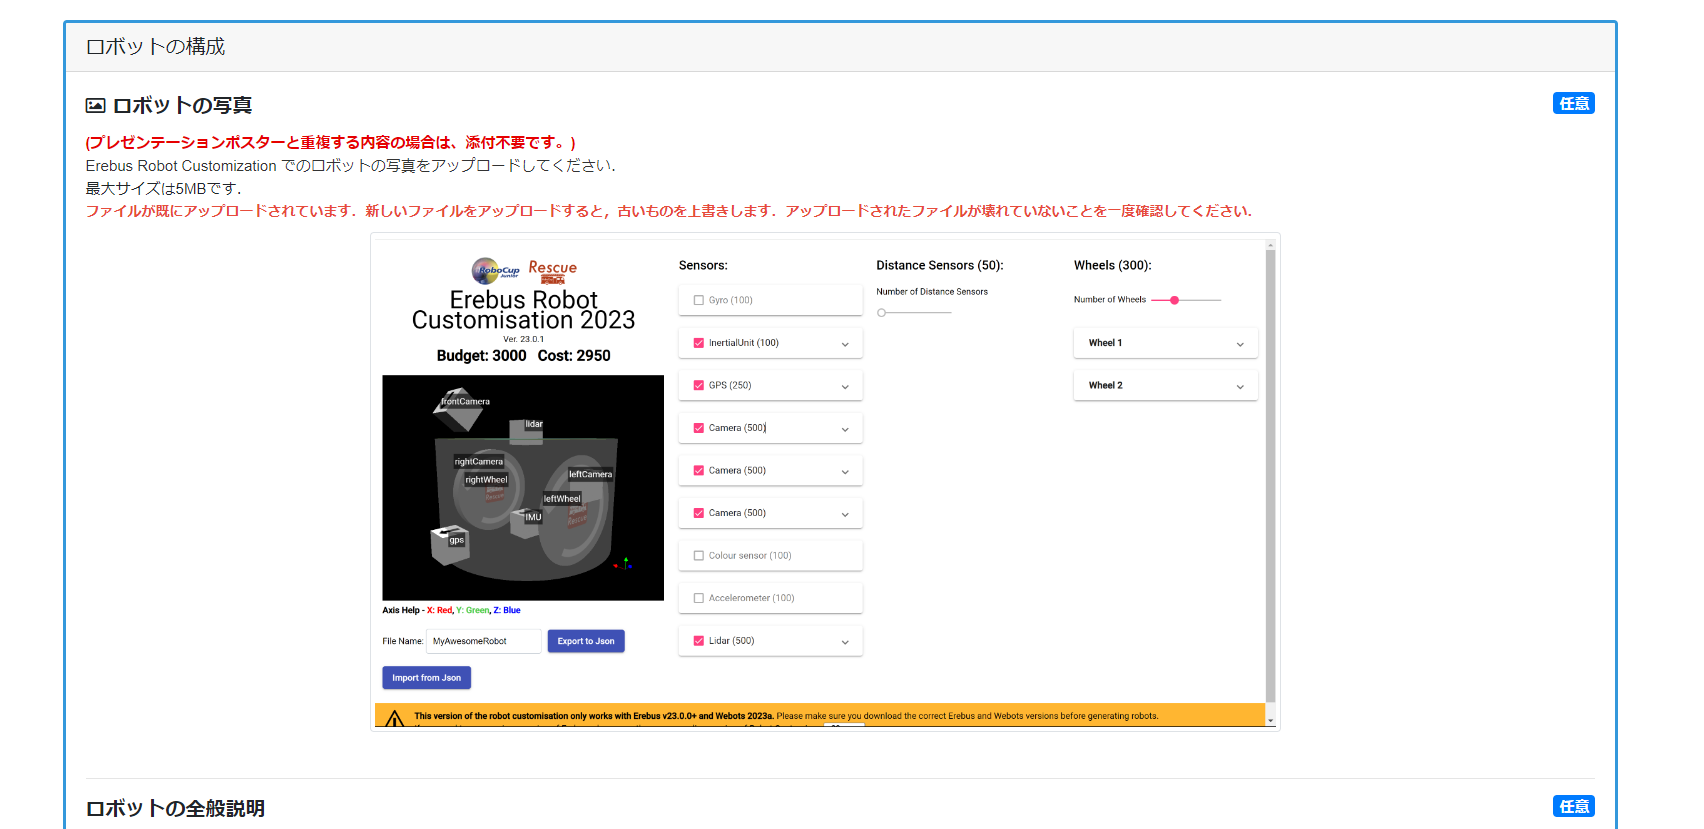 ロボットの構成
ロボットの写真
任意
(プレゼンテーションポスターと重複する内容の場合は、添付不要です。)
Erebus Robot Customization でのロボットの写真をアップロードしてください.
最大サイズは5MBです.
ファイルが既にアップロードされています. 新しいファイルをアップロードすると, 古いものを上書きします. アップロードされたファイルが壊れていないことを一度確認してください.
RoboCup Junior Rescue
Erebus Robot
Customisation 2023
Ver. 23.0.1
Budget: 3000 Cost: 2950
frontCamera
lidar
rightCamera
leftCamera
rightWheel
leftWheel
IMU
gps
Axis Help - X: Red, Y: Green, Z: Blue
File Name: MyAwesomeRobot Export to Json
Import from Json
Sensors:
Gyro (100)
InertialUnit (100)
GPS (250)
Camera (500)
Camera (500)
Camera (500)
Colour sensor (100)
Accelerometer (100)
Lidar (500)
Distance Sensors (50):
Number of Distance Sensors
Wheels (300):
Number of Wheels
Wheel 1
Wheel 2
This version of the robot customisation only works with Erebus v23.0.0+ and Webots 2023a. Please make sure you download the correct Erebus and Webots versions before generating robots.
ロボットの全般説明
任意